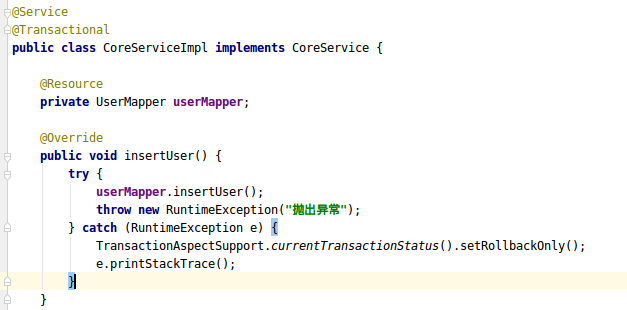 @Service
@Transactional
public class CoreServiceImpl implements CoreService {
@Resource
private UserMapper userMapper;
@Override
public void insertUser() {
try {
userMapper.insertUser();
throw new RuntimeException("抛出异常");
} catch (RuntimeException e) {
TransactionAspectSupport.currentTransactionStatus().setRollbackOnly();
e.printStackTrace();
}
}